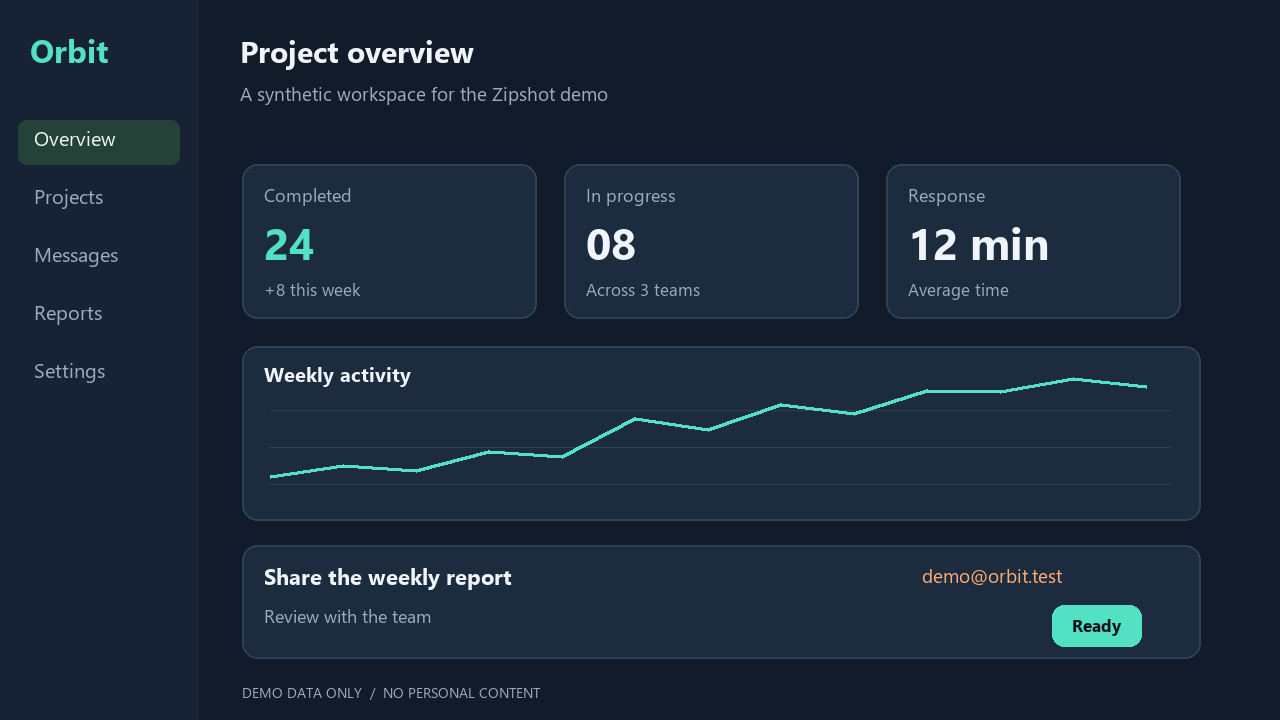 Orbit
Overview
Projects
Messages
Reports
Settings
Project overview
A synthetic workspace for the Zipshot demo
Completed
24
+8 this week
In progress
08
Across 3 teams
Response
12 min
Average time
Weekly activity
Share the weekly report
Review with the team
demo@orbit.test
Ready
DEMO DATA ONLY / NO PERSONAL CONTENT